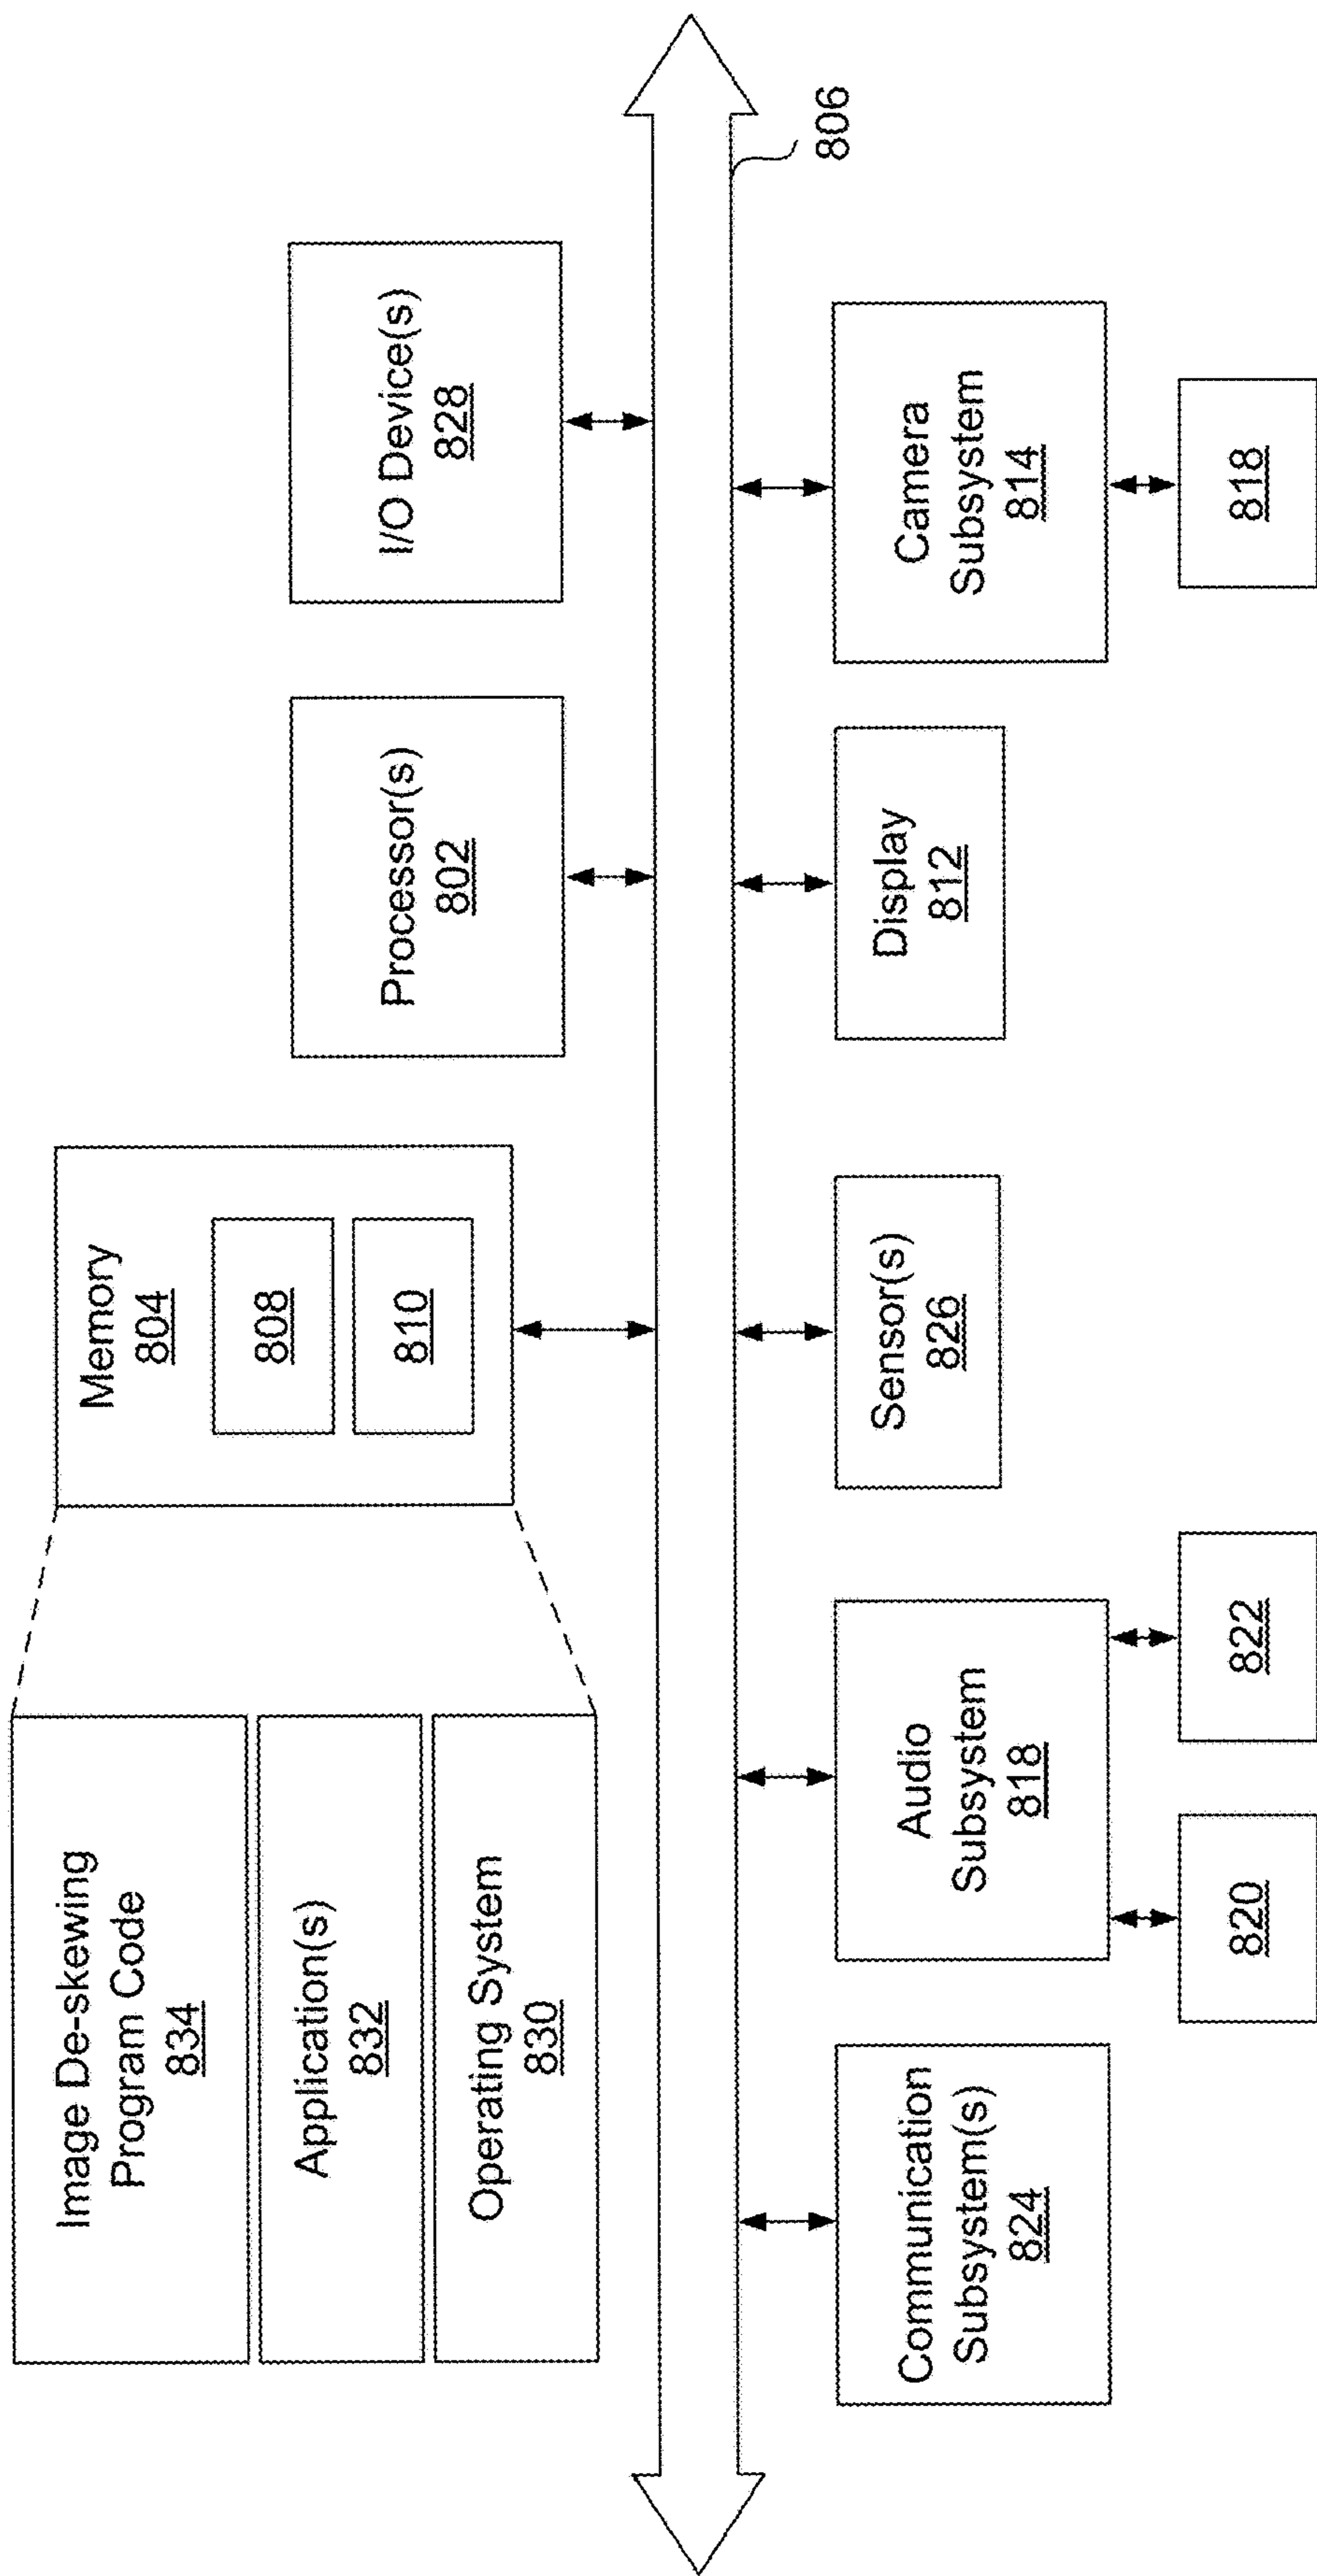 Image De-skewing
Program Code
834
Application(s)
832
Operating System
830
Memory
804
808
810
Processor(s)
802
I/O Device(s)
828
806
Communication
Subsystem(s)
824
Audio
Subsystem
818
820
822
Sensor(s)
826
Display
812
Camera
Subsystem
814
818